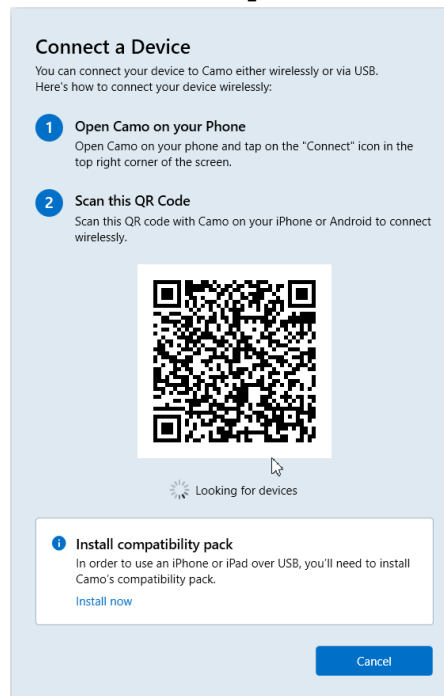 Connect a Device
You can connect your device to Camo either wirelessly or via USB.
Here's how to connect your device wirelessly:
1
Open Camo on your Phone
Open Camo on your phone and tap on the "Connect" icon in the
top right corner of the screen.
2
Scan this QR Code
Scan this QR code with Camo on your iPhone or Android to connect
wirelessly.
Looking for devices
Install compatibility pack
In order to use an iPhone or iPad over USB, you'll need to install
Camo's compatibility pack.
Install now
Cancel